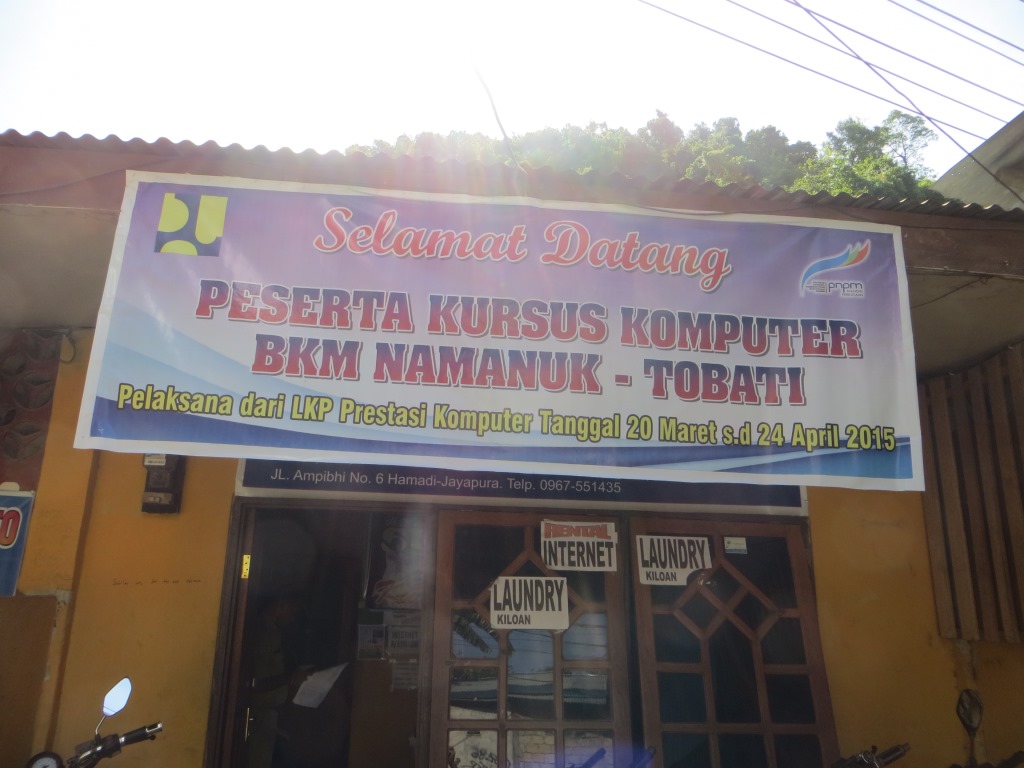 Selamat Datang
pnpm
PESERTA KURSUS KOMPUTER
BKM NAMANUK - TOBATI
Pelaksana dari LKP Prestasi Komputer Tanggal 20 Maret s.d 24 April 2015
JL. Ampibhi No. 6 Hamadi-Jayapura. Telp. 0967-551435
RENTAL
INTERNET
LAUNDRY
KILOAN
LAUNDRY
KILOAN